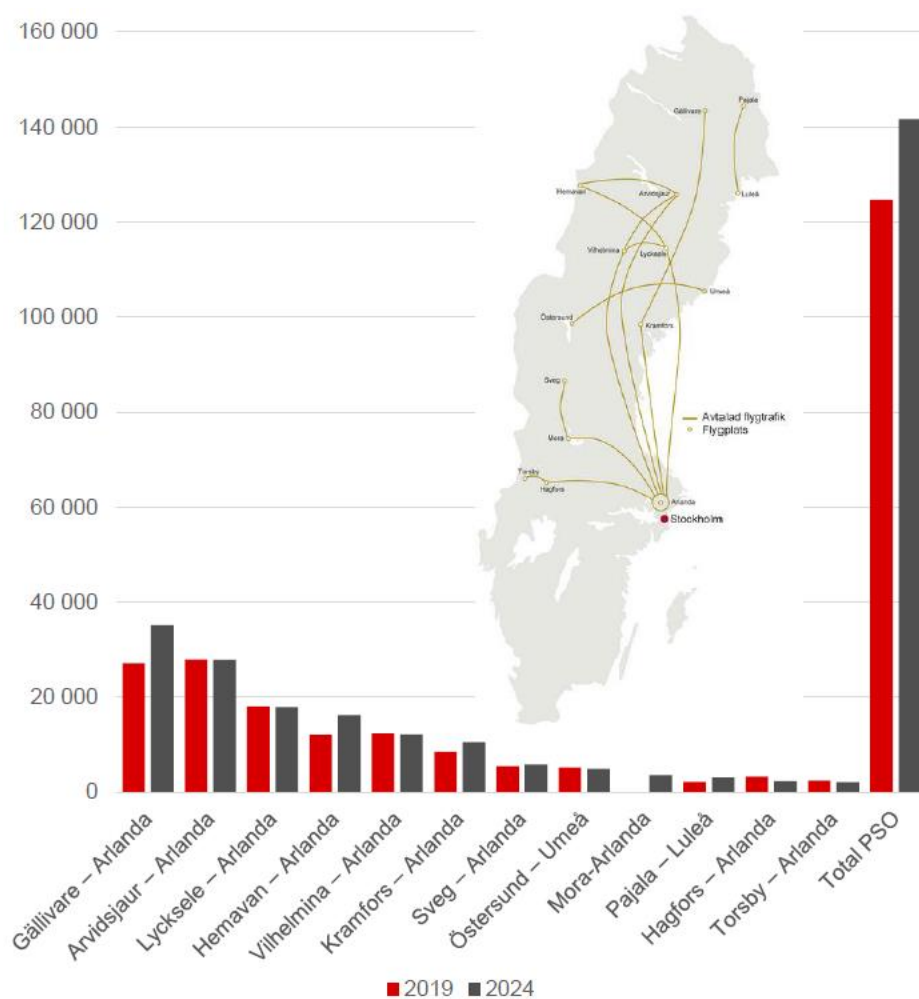 160 000
140 000
120 000
100 000
80 000
60 000
40 000
20 000
0
Pajala
Gällivare
Hemavan
Arvidsjaur
Luleå
Vilhelmina
Lycksele
Umeå
Östersund
Kramfors
Sveg
Avtalad flygtrafik
Flygplats
Mora
Torsby
Hagfors
Arlanda
Stockholm
Gällivare – Arlanda
Arvidsjaur – Arlanda
Lycksele – Arlanda
Hemavan – Arlanda
Vilhelmina – Arlanda
Kramfors – Arlanda
Sveg – Arlanda
Östersund – Umeå
Mora-Arlanda
Pajala – Luleå
Hagfors – Arlanda
Torsby – Arlanda
Total PSO
2019 2024